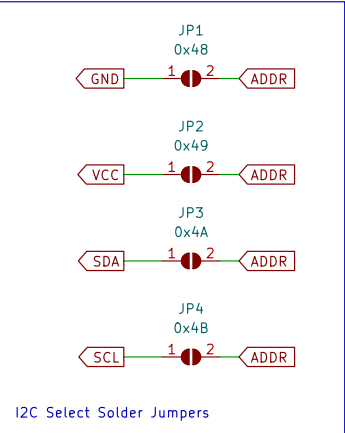 JP1
0x48
GND 1 2 ADDR
JP2
0x49
VCC 1 2 ADDR
JP3
0x4A
SDA 1 2 ADDR
JP4
0x4B
SCL 1 2 ADDR
I2C Select Solder Jumpers